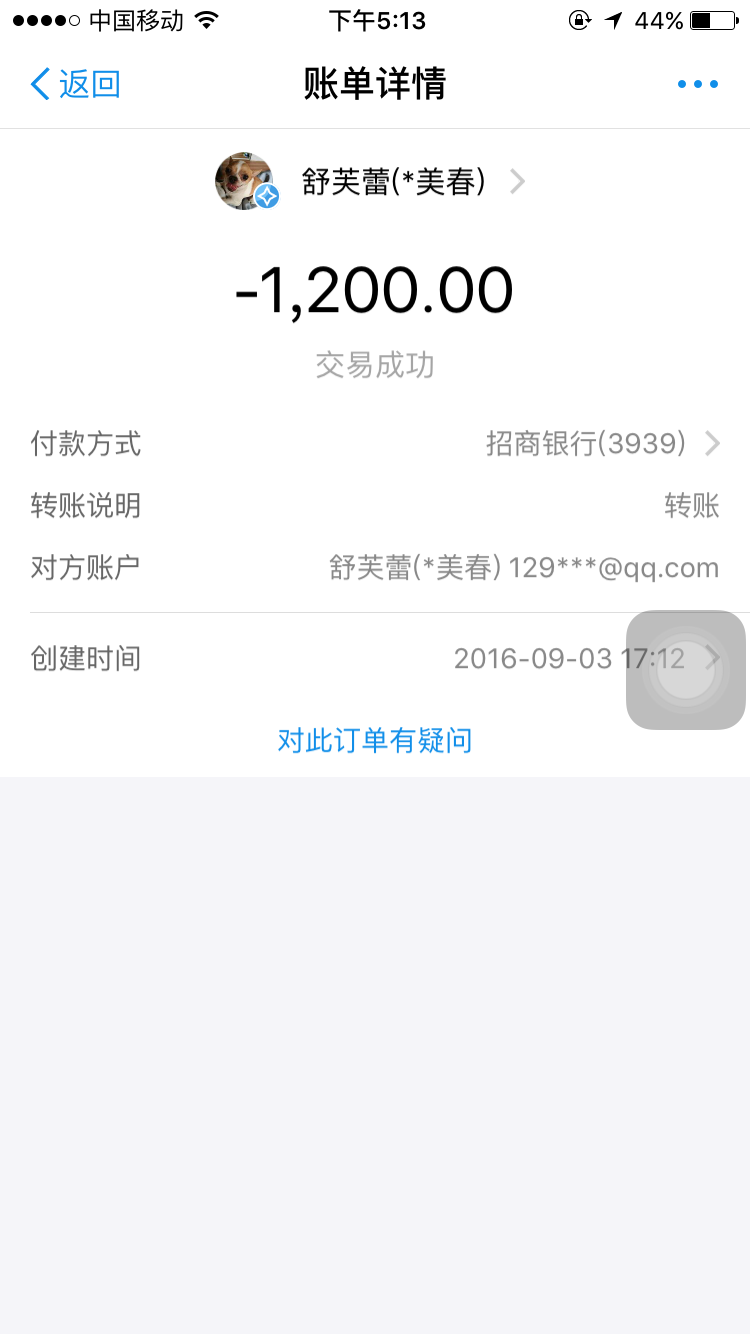 中国移动 下午5:13 44%
返回 账单详情
舒芙蕾(*美春)
-1,200.00
交易成功
付款方式 招商银行(3939)
转账说明 转账
对方账户 舒芙蕾(*美春) 129***@qq.com
创建时间 2016-09-03 17:12
对此订单有疑问